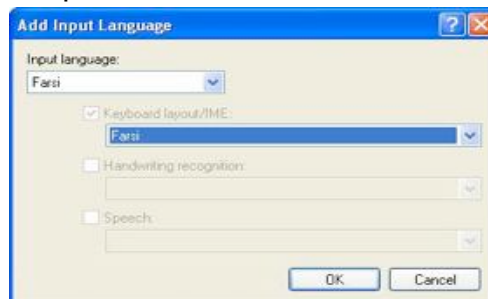 Add Input Language
Input language:
Farsi
Keyboard layout/IME:
Farsi
Handwriting recognition:
Speech:
OK Cancel